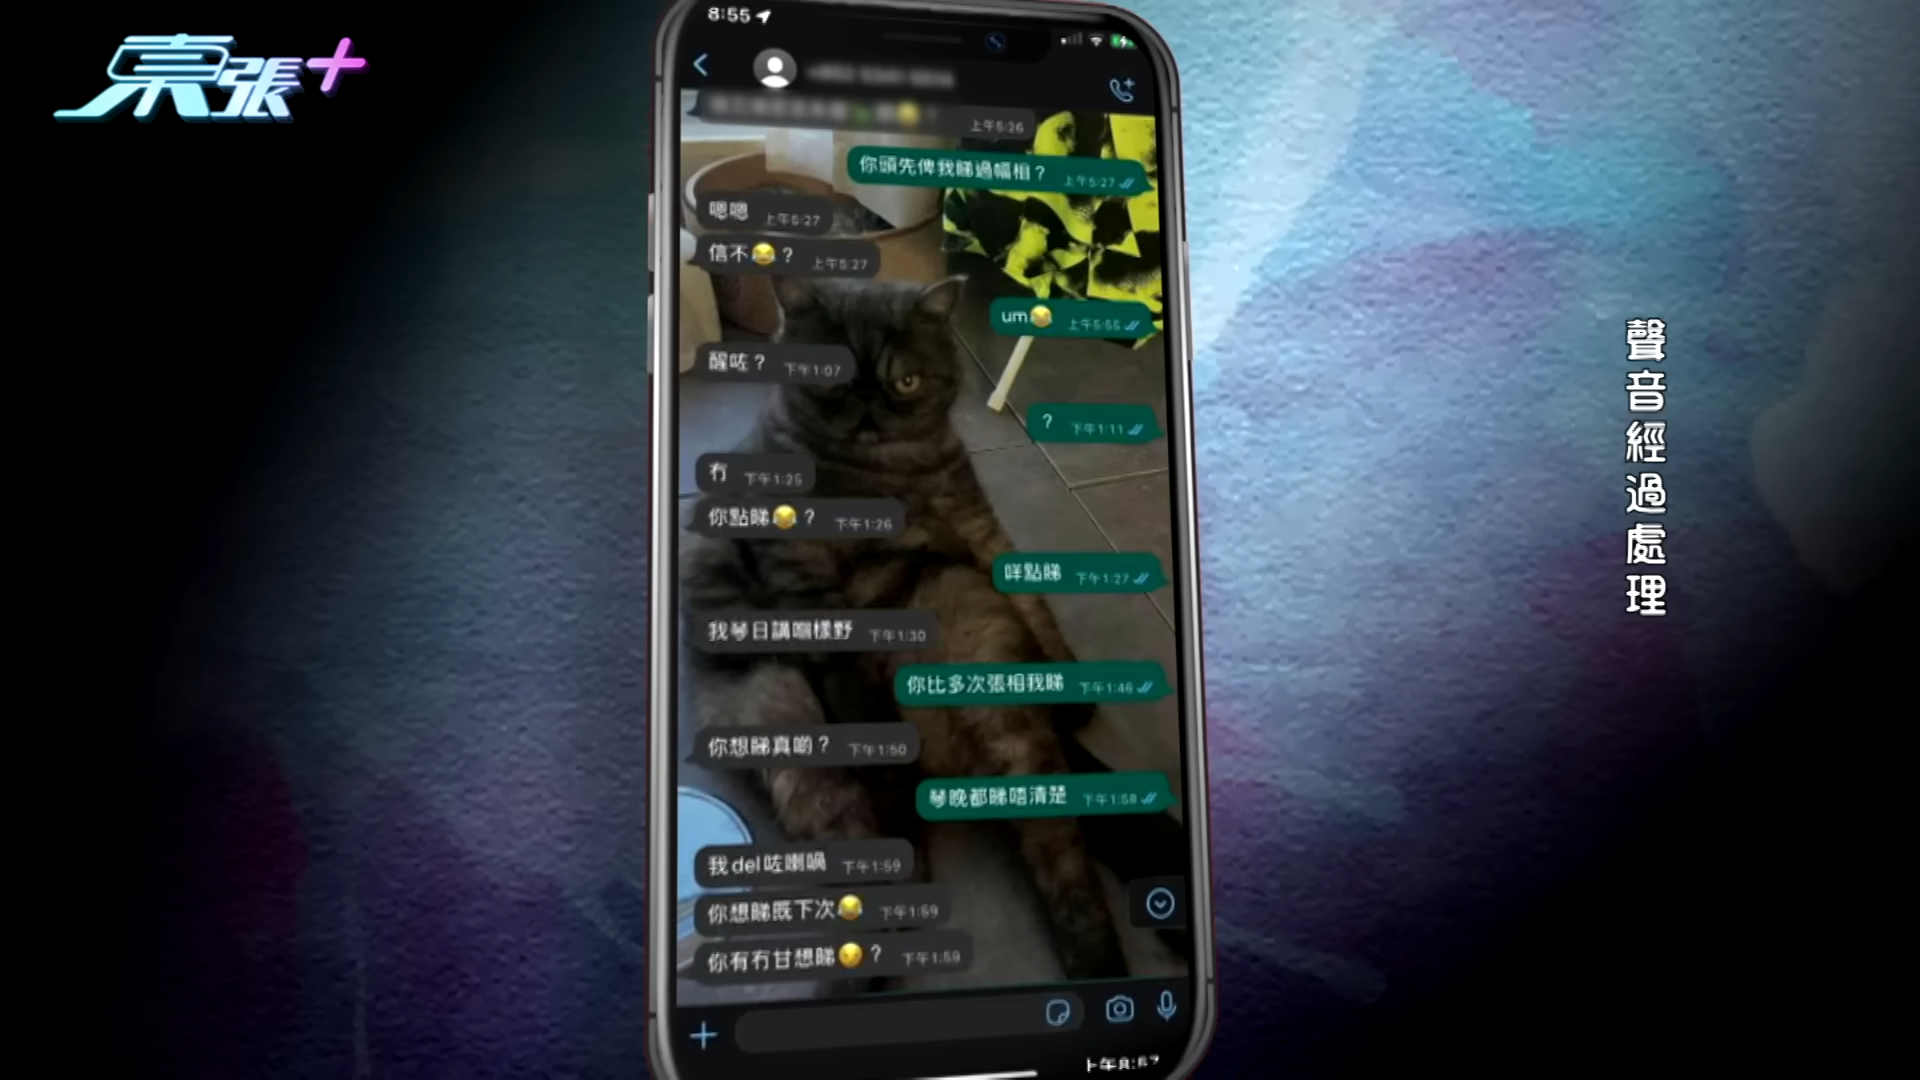 東張+
8:55
上午5:26
你頭先俾我睇過幅相？ 上午5:27
嗯嗯 上午5:27
信不😂？ 上午5:27
um😂 上午5:55
醒咗？ 下午1:07
？ 下午1:11
冇 下午1:25
你點睇😂？ 下午1:26
咩點睇 下午1:27
我琴日講嗰樣野 下午1:30
你比多次張相我睇 下午1:46
你想睇真啲？ 下午1:50
琴晚都睇唔清楚 下午1:58
我del咗喇喎 下午1:59
你想睇既下次😂 下午1:59
你有冇甘想睇😉？ 下午1:59
聲音經過處理